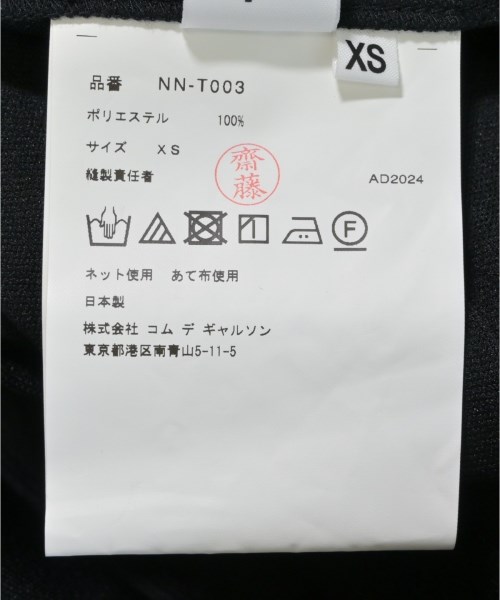 XS
品番 NN-T003
ポリエステル 100%
サイズ XS
縫製責任者 齋藤 AD2024
F
ネット使用 あて布使用
日本製
株式会社 コム デ ギャルソン
東京都港区南青山5-11-5